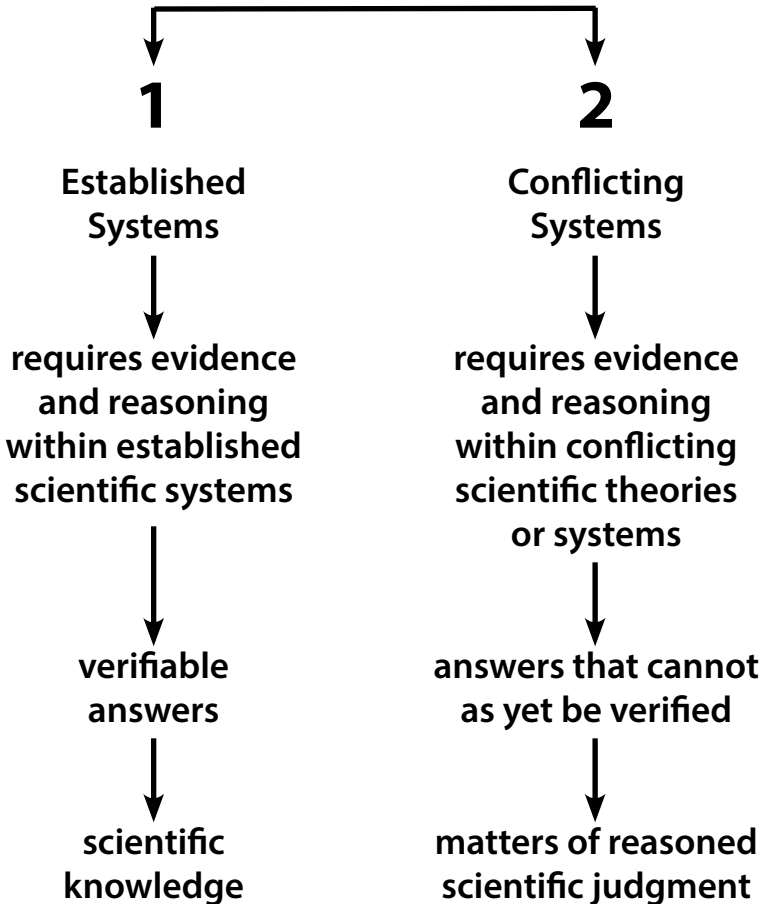 1
Established
Systems
requires evidence
and reasoning
within established
scientific systems
verifiable
answers
scientific
knowledge
2
Conflicting
Systems
requires evidence
and reasoning
within conflicting
scientific theories
or systems
answers that cannot
as yet be verified
matters of reasoned
scientific judgment